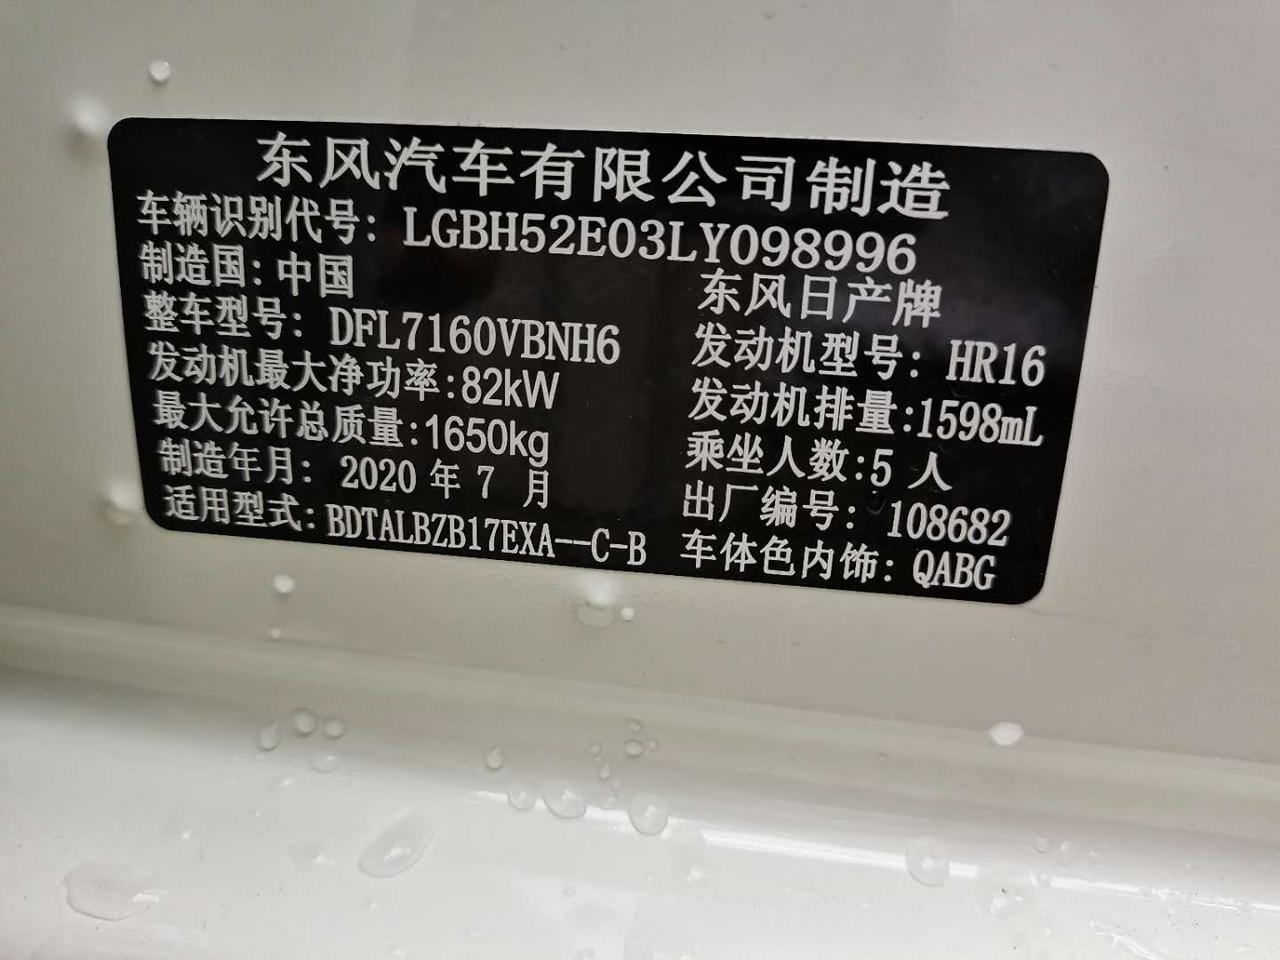 东风汽车有限公司制造
车辆识别代号: LGBH52E03LY098996
制造国: 中国 东风日产牌
整车型号: DFL7160VBNH6 发动机型号: HR16
发动机最大净功率:82kW 发动机排量:1598mL
最大允许总质量:1650kg 乘坐人数:5 人
制造年月: 2020 年 7 月 出厂编号: 108682
适用型式: BDTALBZB17EXA--C-B 车体色内饰: QABG